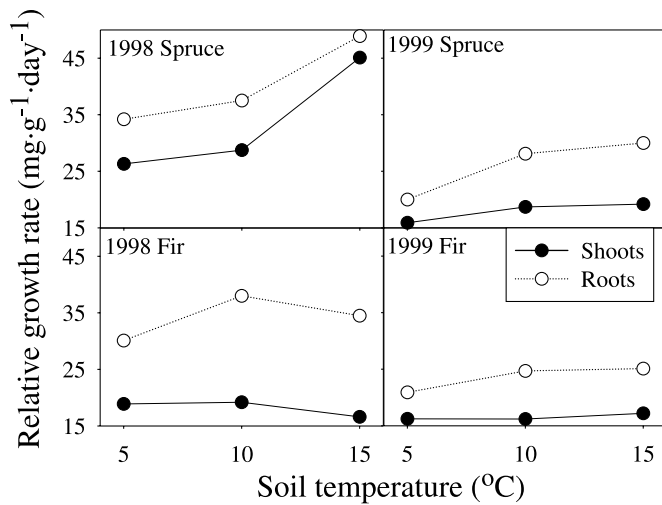 1998 Spruce
1999 Spruce
45
35
25
15
1998 Fir
1999 Fir
Shoots
Roots
45
35
25
15
5 10 15 5 10 15
Soil temperature (⁰C)
Relative growth rate (mg·g⁻¹·day⁻¹)